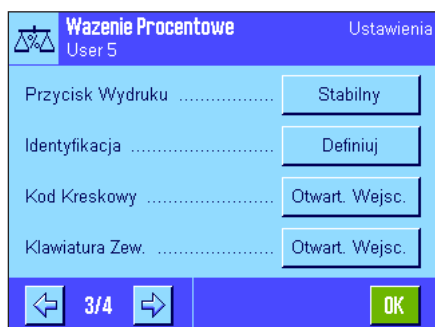 Wazenie Procentowe Ustawienia
User 5
Przycisk Wydruku .................. Stabilny
Identyfikacja ......................... Definiuj
Kod Kreskowy ...................... Otwart. Wejsc.
Klawiatura Zew. ................... Otwart. Wejsc.
3/4 OK